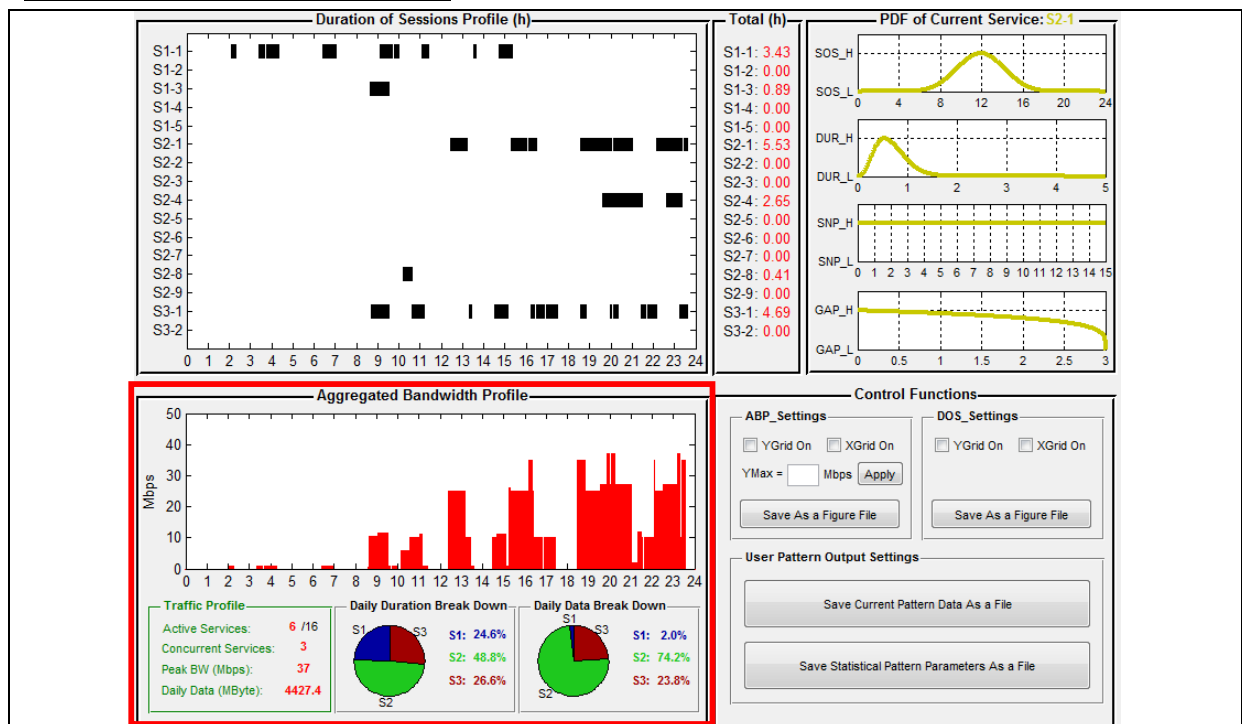 Duration of Sessions Profile (h)
S1-1
S1-2
S1-3
S1-4
S1-5
S2-1
S2-2
S2-3
S2-4
S2-5
S2-6
S2-7
S2-8
S2-9
S3-1
S3-2
0 1 2 3 4 5 6 7 8 9 10 11 12 13 14 15 16 17 18 19 20 21 22 23 24
Total (h)
S1-1: 3.43
S1-2: 0.00
S1-3: 0.89
S1-4: 0.00
S1-5: 0.00
S2-1: 5.53
S2-2: 0.00
S2-3: 0.00
S2-4: 2.65
S2-5: 0.00
S2-6: 0.00
S2-7: 0.00
S2-8: 0.41
S2-9: 0.00
S3-1: 4.69
S3-2: 0.00
PDF of Current Service: S2-1
SOS_H
SOS_L
0 4 8 12 16 20 24
DUR_H
DUR_L
0 1 2 3 4 5
SNP_H
SNP_L
0 1 2 3 4 5 6 7 8 9 10 11 12 13 14 15
GAP_H
GAP_L
0 0.5 1 1.5 2 2.5 3
Aggregated Bandwidth Profile
Mbps
50
40
30
20
10
0
0 1 2 3 4 5 6 7 8 9 10 11 12 13 14 15 16 17 18 19 20 21 22 23 24
Traffic Profile
Active Services: 6 /16
Concurrent Services: 3
Peak BW (Mbps): 37
Daily Data (MByte): 4427.4
Daily Duration Break Down
S1
S3
S2
S1: 24.6%
S2: 48.8%
S3: 26.6%
Daily Data Break Down
S1
S3
S2
S1: 2.0%
S2: 74.2%
S3: 23.8%
Control Functions
ABP_Settings
YGrid On XGrid On
YMax = Mbps Apply
Save As a Figure File
DOS_Settings
YGrid On XGrid On
Save As a Figure File
User Pattern Output Settings
Save Current Pattern Data As a File
Save Statistical Pattern Parameters As a File